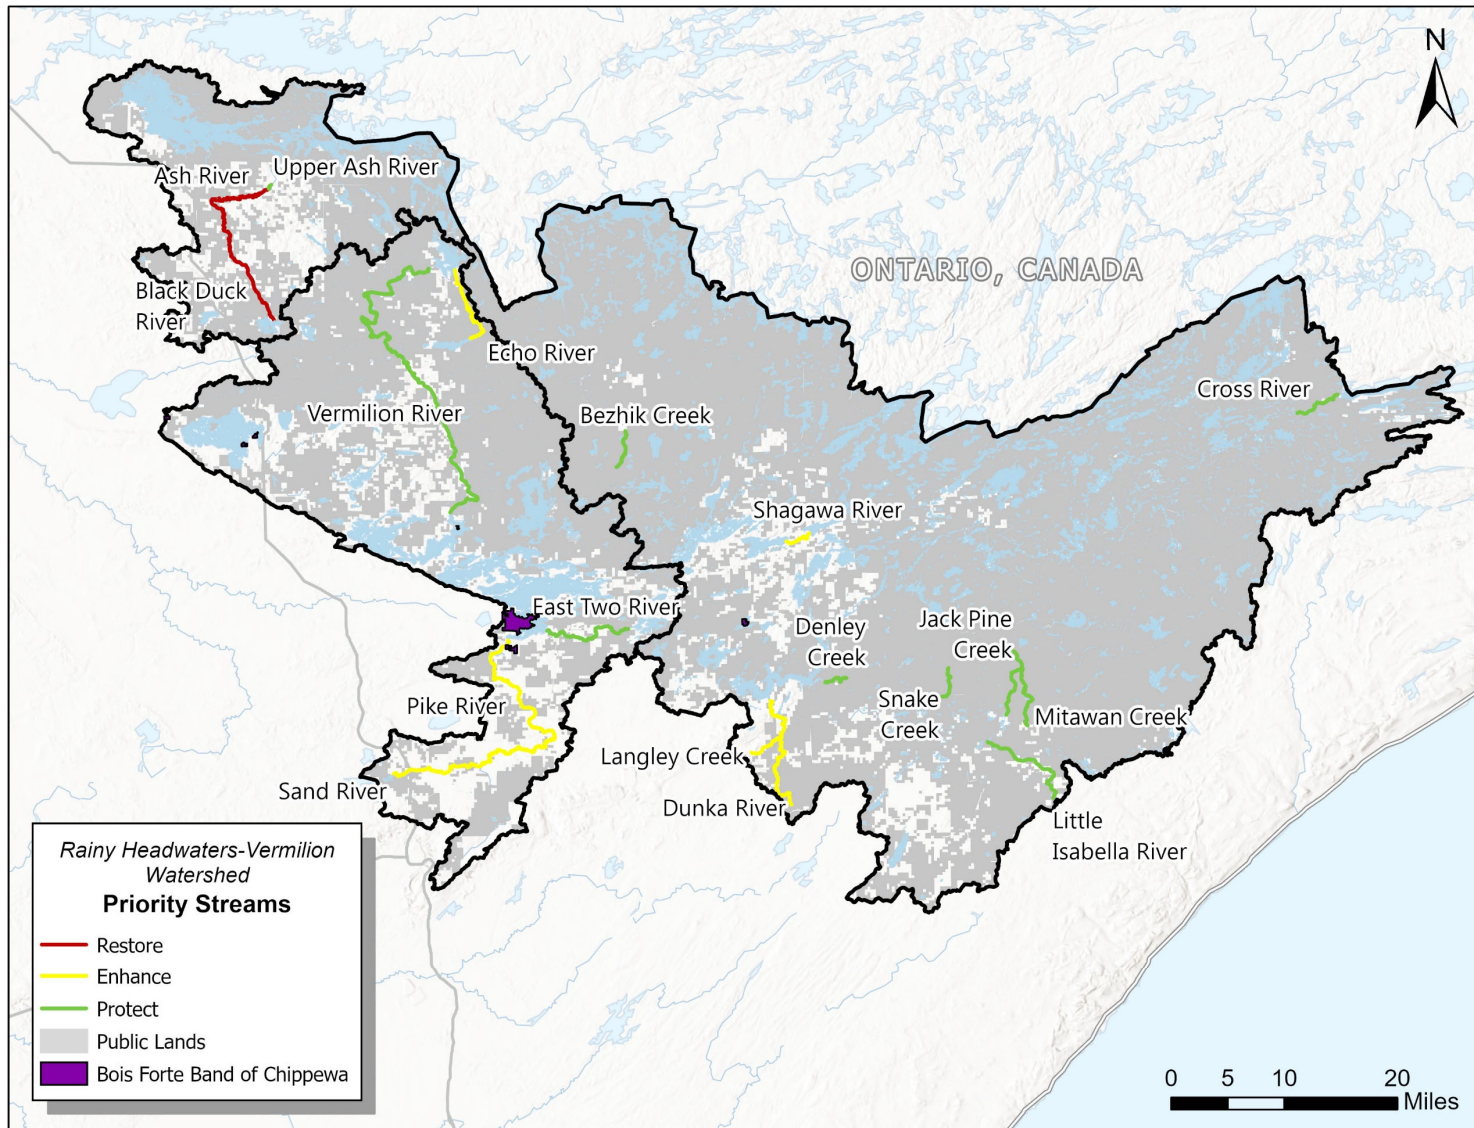 N
Ash River
Upper Ash River
ONTARIO, CANADA
Black Duck
River
Echo River
Cross River
Vermilion River
Bezhik Creek
Shagawa River
East Two River
Denley
Creek
Jack Pine
Creek
Pike River
Snake
Creek
Mitawan Creek
Langley Creek
Sand River
Dunka River
Little
Isabella River
Rainy Headwaters-Vermilion
Watershed
Priority Streams
Restore
Enhance
Protect
Public Lands
Bois Forte Band of Chippewa
0 5 10 20
Miles